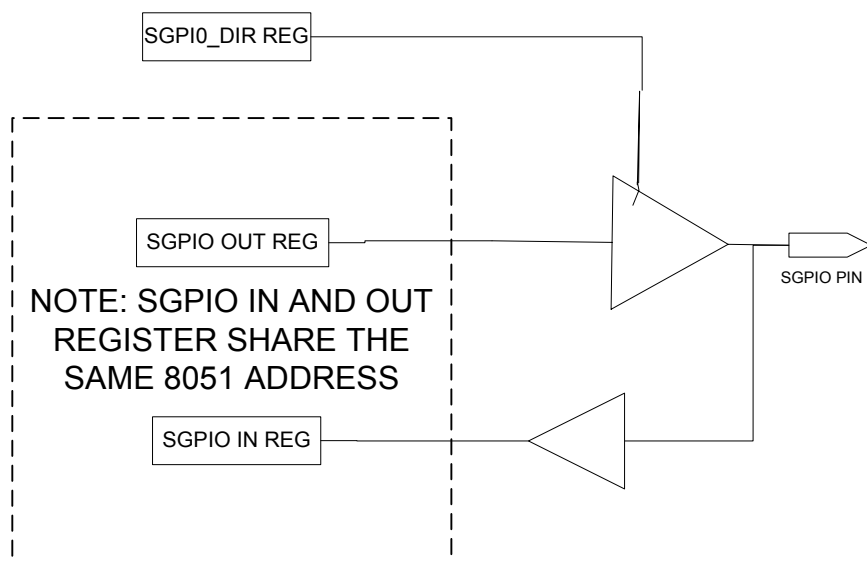 SGPI0_DIR REG
SGPIO OUT REG
SGPIO PIN
NOTE: SGPIO IN AND OUT
REGISTER SHARE THE
SAME 8051 ADDRESS
SGPIO IN REG